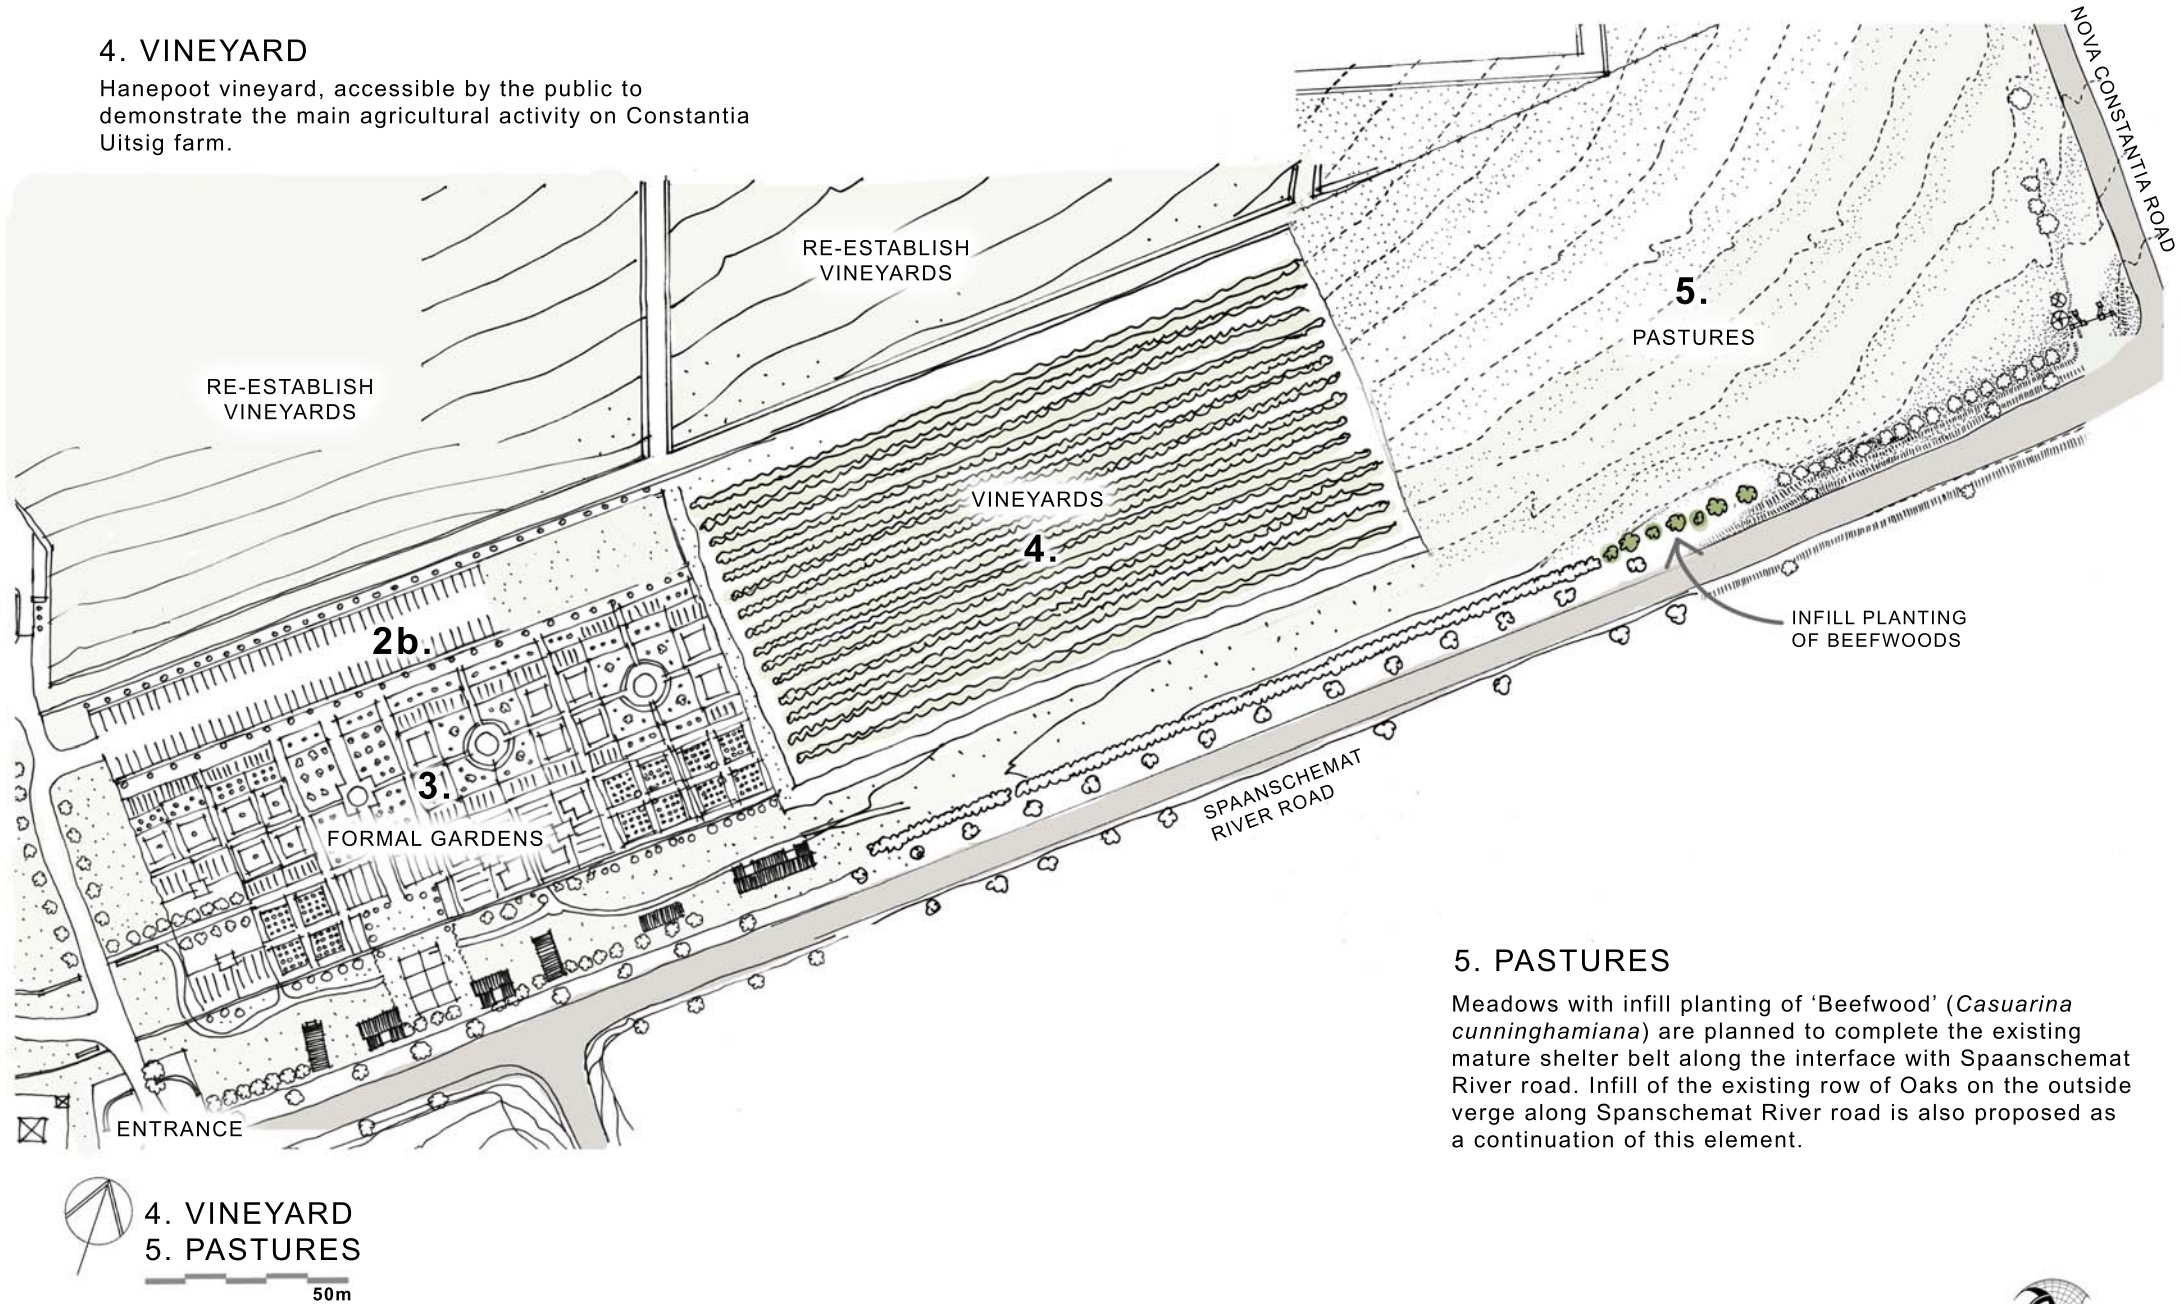 4. VINEYARD
Hanepoot vineyard, accessible by the public to
demonstrate the main agricultural activity on Constantia
Uitsig farm.
NOVA CONSTANTIA ROAD
RE-ESTABLISH
VINEYARDS
5.
PASTURES
RE-ESTABLISH
VINEYARDS
VINEYARDS
4.
INFILL PLANTING
OF BEEFWOODS
2b.
3.
FORMAL GARDENS
SPAANSCHEMAT
RIVER ROAD
ENTRANCE
5. PASTURES
Meadows with infill planting of ‘Beefwood’ (Casuarina
cunninghamiana) are planned to complete the existing
mature shelter belt along the interface with Spaanschemat
River road. Infill of the existing row of Oaks on the outside
verge along Spanschemat River road is also proposed as
a continuation of this element.
4. VINEYARD
5. PASTURES
50m